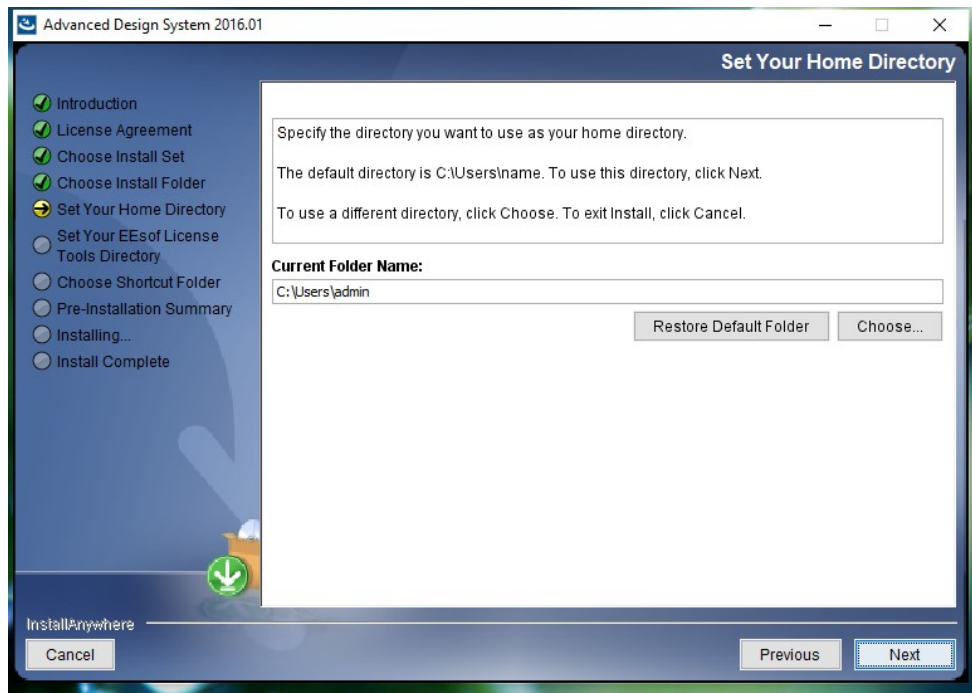 Advanced Design System 2016.01
Set Your Home Directory
Introduction
License Agreement
Choose Install Set
Choose Install Folder
Set Your Home Directory
Set Your EEsof License
Tools Directory
Choose Shortcut Folder
Pre-Installation Summary
Installing...
Install Complete
Specify the directory you want to use as your home directory.
The default directory is C:\Users\name. To use this directory, click Next.
To use a different directory, click Choose. To exit Install, click Cancel.
Current Folder Name:
C:\Users\admin
Restore Default Folder
Choose...
InstallAnywhere
Cancel
Previous
Next